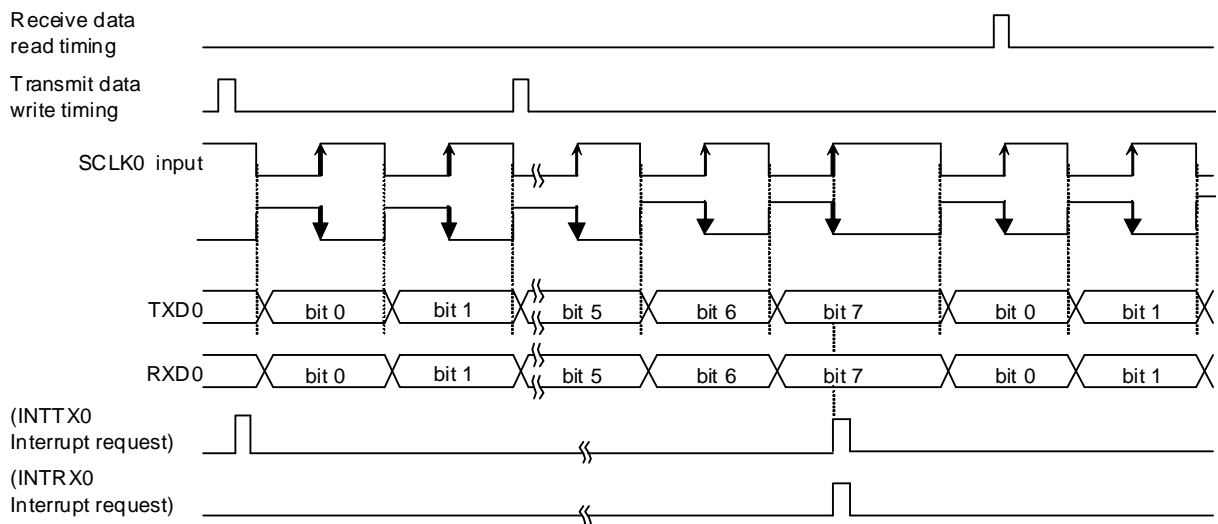 Receive data
read timing
Transmit data
write timing
SCLK0 input
TXD0
bit 0
bit 1
bit 5
bit 6
bit 7
bit 0
bit 1
RXD0
bit 0
bit 1
bit 5
bit 6
bit 7
bit 0
bit 1
(INTTX0
Interrupt request)
(INTRX0
Interrupt request)